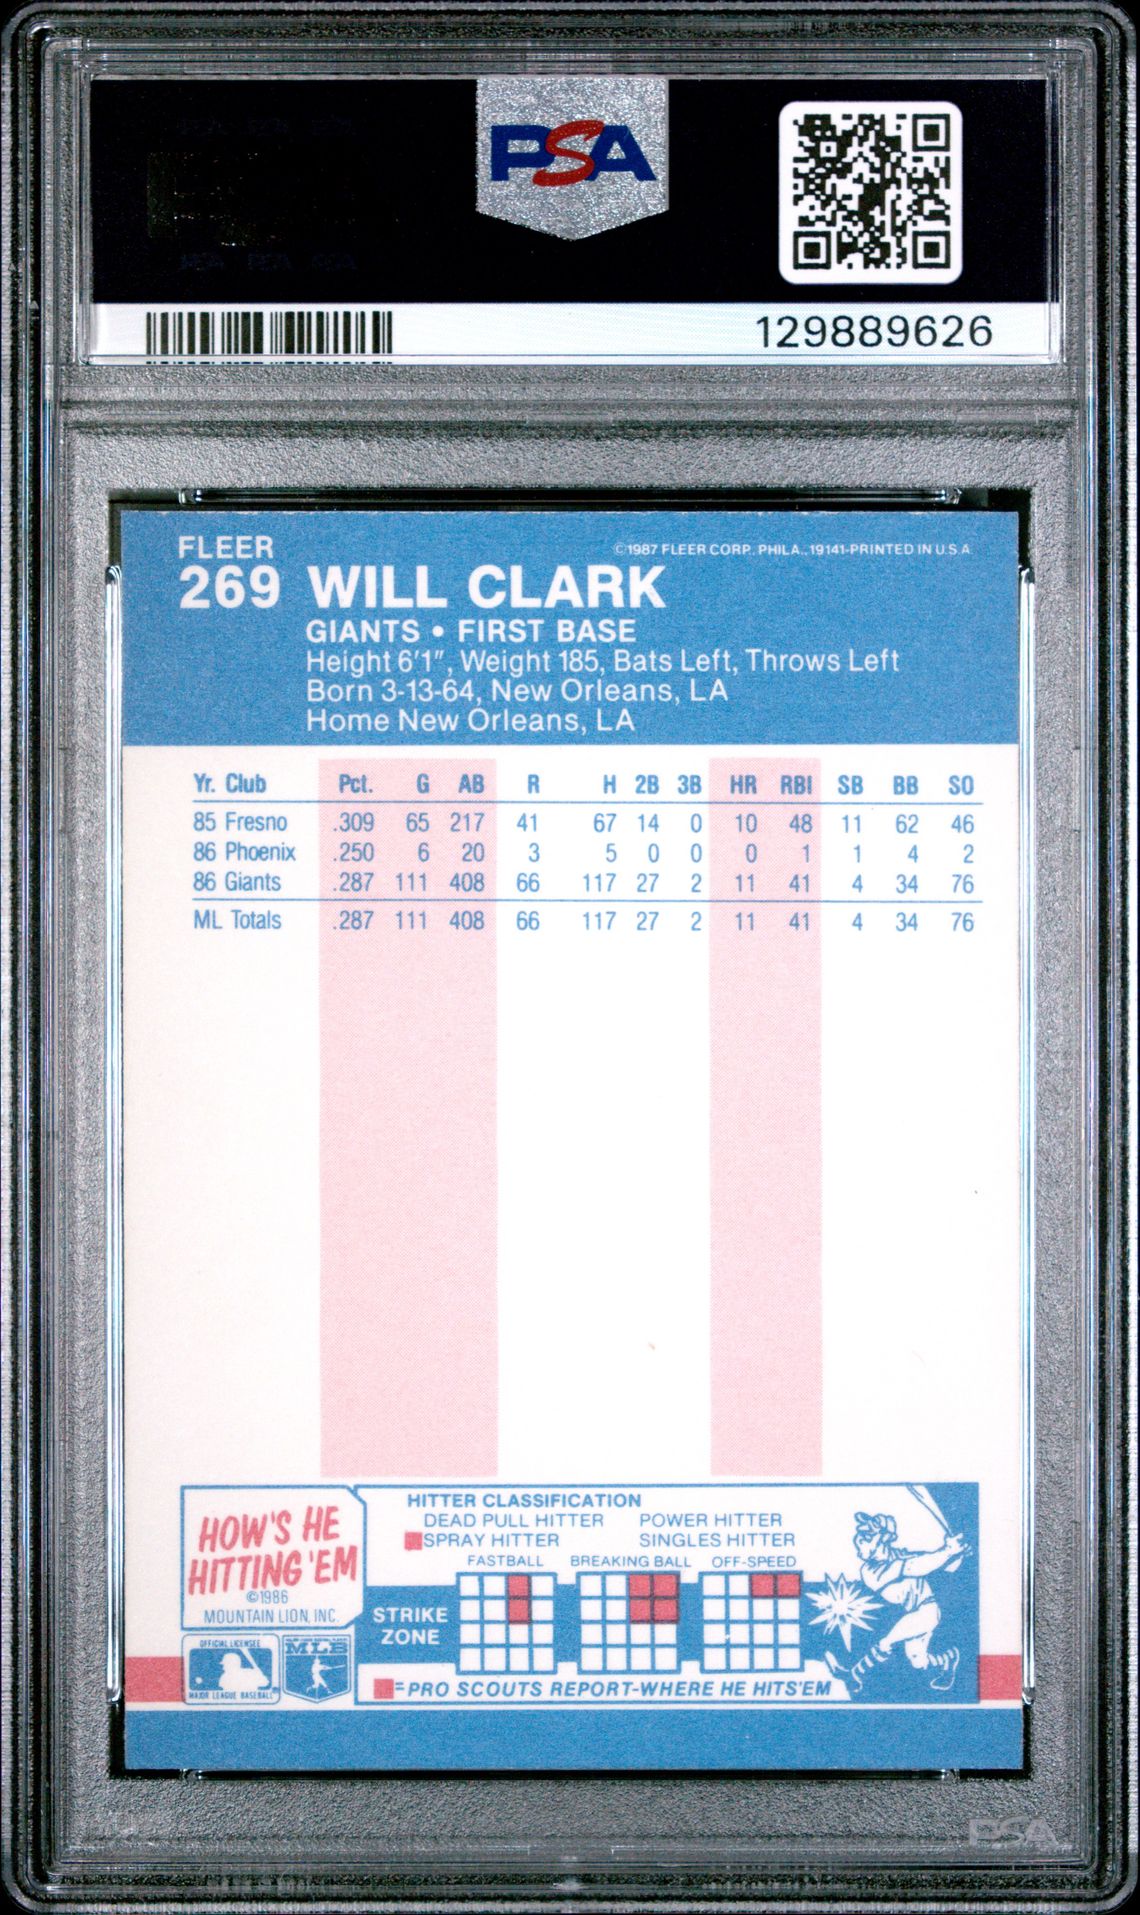 PSA
129889626
FLEER
©1987 FLEER CORP. PHILA., 19141-PRINTED IN U.S.A.
269 WILL CLARK
GIANTS • FIRST BASE
Height 6'1", Weight 185, Bats Left, Throws Left
Born 3-13-64, New Orleans, LA
Home New Orleans, LA
Yr. Club Pct. G AB R H 2B 3B HR RBI SB BB SO
85 Fresno .309 65 217 41 67 14 0 10 48 11 62 46
86 Phoenix .250 6 20 3 5 0 0 0 1 1 4 2
86 Giants .287 111 408 66 117 27 2 11 41 4 34 76
ML Totals .287 111 408 66 117 27 2 11 41 4 34 76
HOW'S HE
HITTING 'EM
©1986
MOUNTAIN LION, INC.
HITTER CLASSIFICATION
DEAD PULL HITTER POWER HITTER
SPRAY HITTER SINGLES HITTER
FASTBALL BREAKING BALL OFF-SPEED
STRIKE
ZONE
=PRO SCOUTS REPORT-WHERE HE HITS'EM
OFFICIAL LICENSEE
MAJOR LEAGUE BASEBALL
MLB
PSA